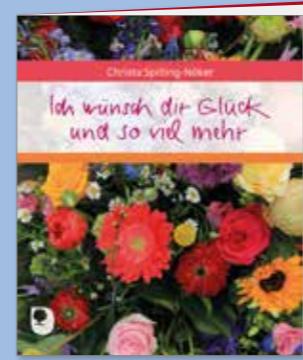 Christa Spilling-Nöker
Ich wünsch dir Glück
und so viel mehr